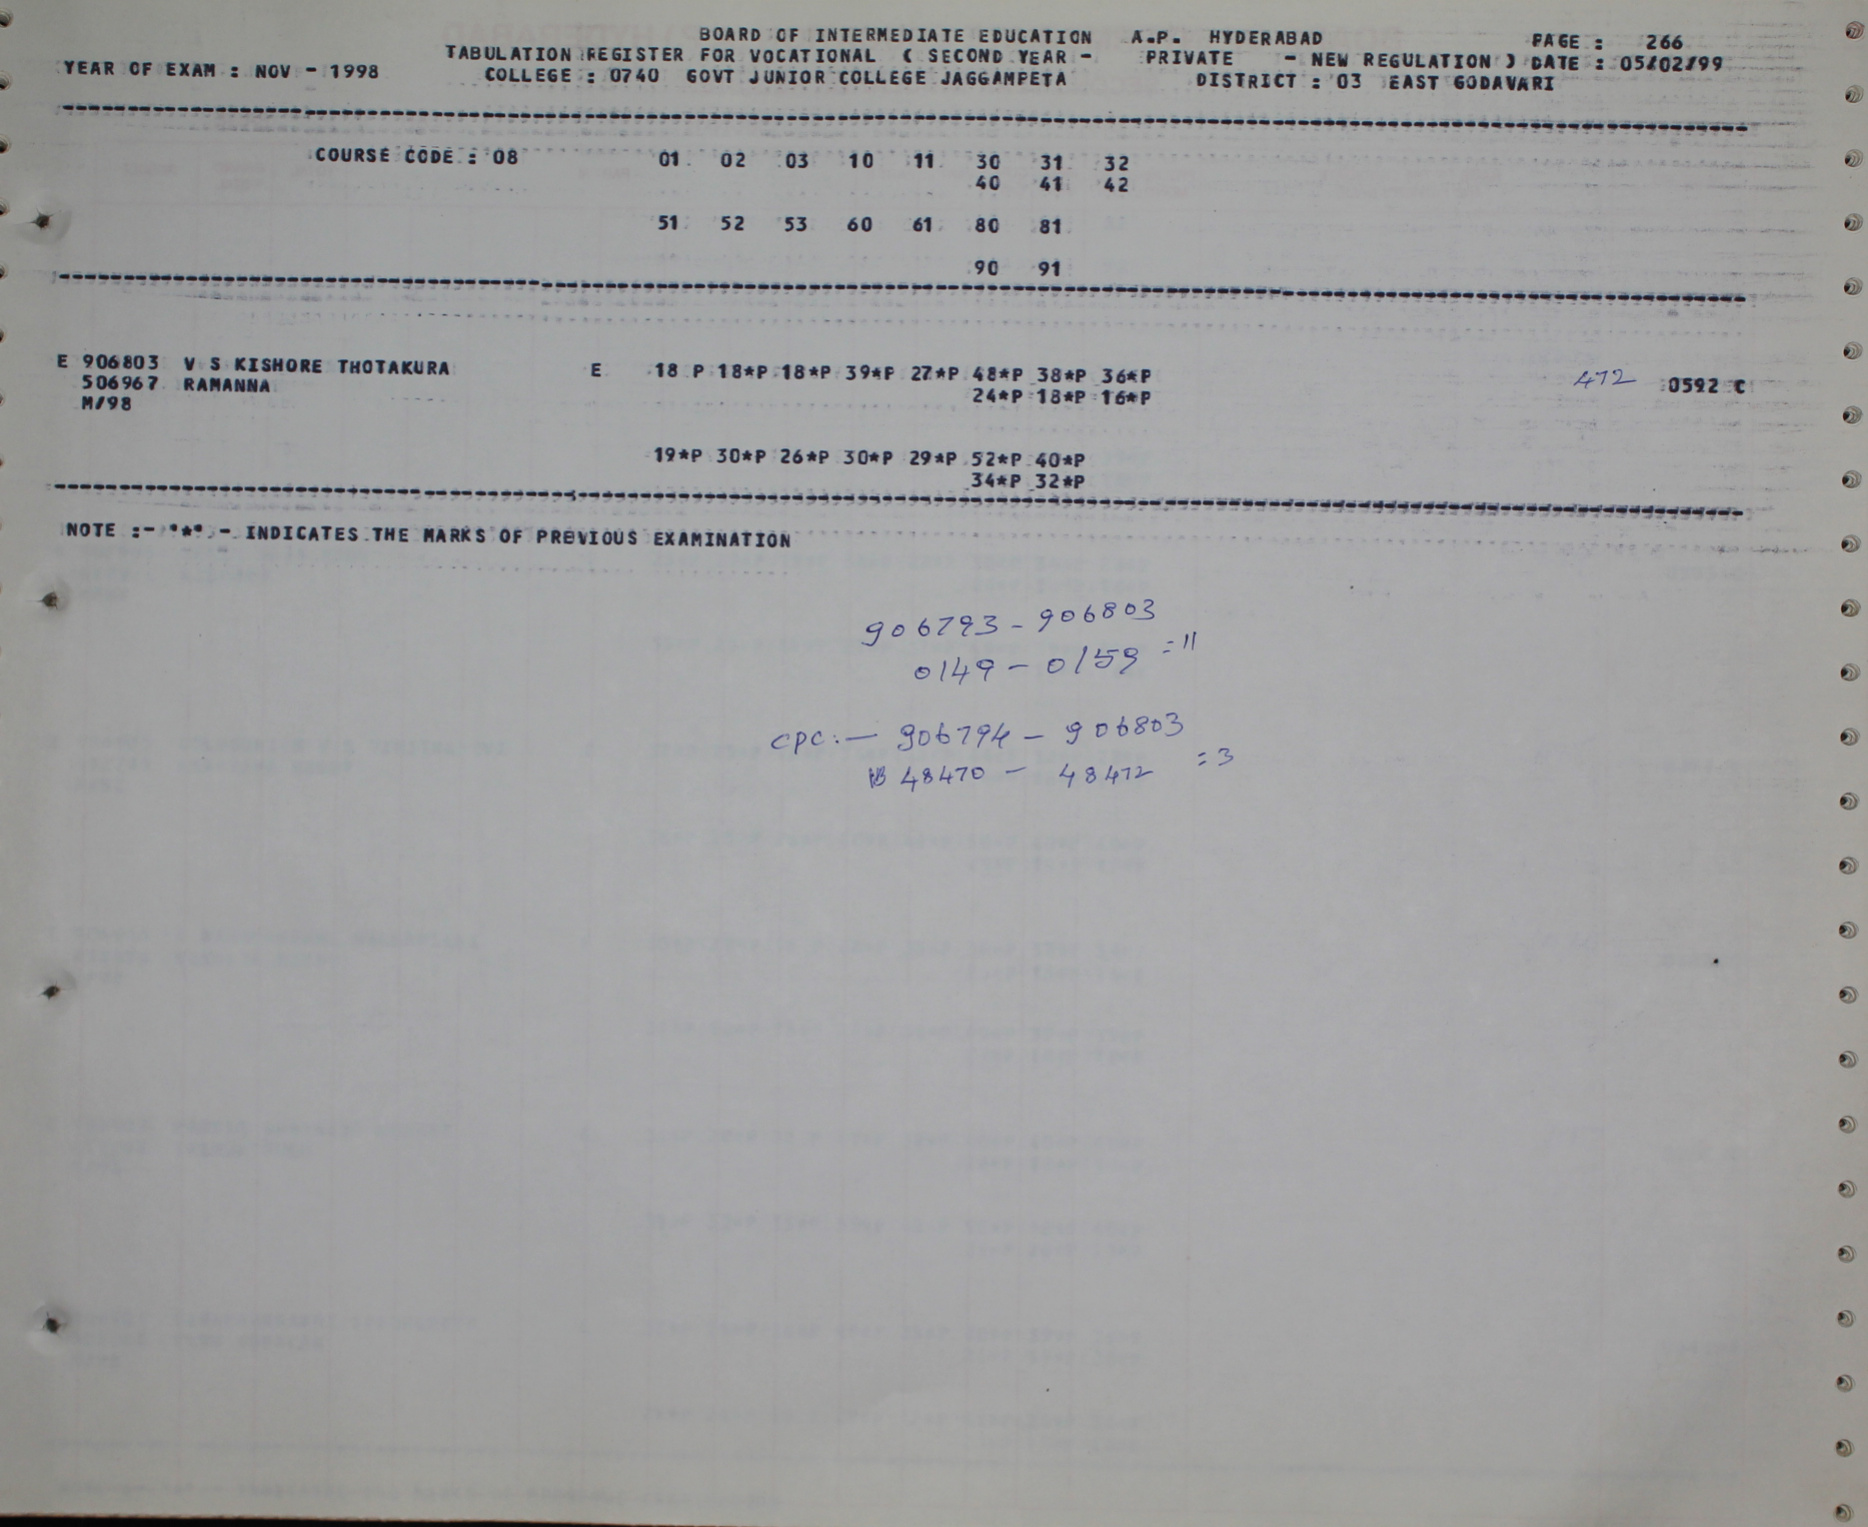 BOARD OF INTERMEDIATE EDUCATION A.P. HYDERABAD PAGE : 266
TABULATION REGISTER FOR VOCATIONAL ( SECOND YEAR - PRIVATE - NEW REGULATION ) DATE : 05/02/99
YEAR OF EXAM : NOV - 1998 COLLEGE : 0740 GOVT JUNIOR COLLEGE JAGGAMPETA DISTRICT : 03 EAST GODAVARI
COURSE CODE : 08 01 02 03 10 11 30 31 32
40 41 42
51 52 53 60 61 80 81
90 91
E 906803 V S KISHORE THOTAKURA E 18 P 18*P 18*P 39*P 27*P 48*P 38*P 36*P 472 0592 C
506967 RAMANNA 24*P 18*P 16*P
M/98
19*P 30*P 26*P 30*P 29*P 52*P 40*P
34*P 32*P
NOTE :- "*" - INDICATES THE MARKS OF PREVIOUS EXAMINATION
906793 - 906803
0149 - 0159 = 11
CPC :- 906794 - 906803
48470 - 48472 = 3